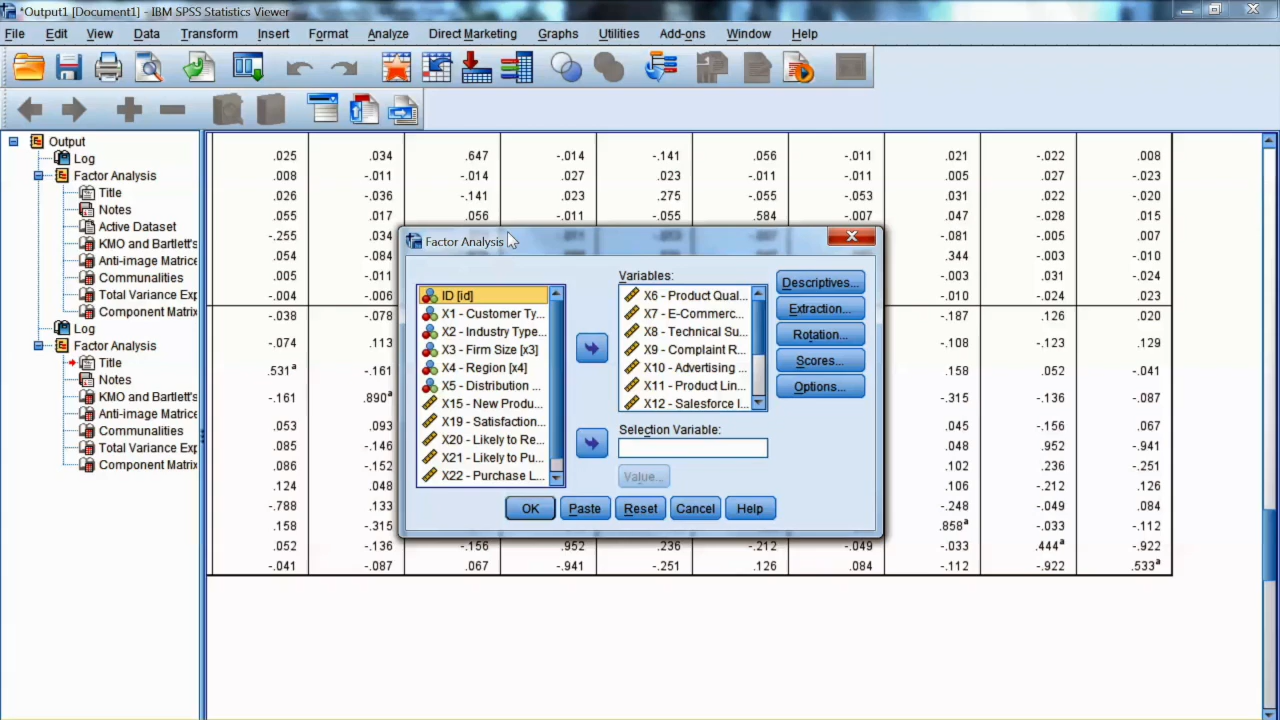 *Output1 [Document1] - IBM SPSS Statistics Viewer
File Edit View Data Transform Insert Format Analyze Direct Marketing Graphs Utilities Add-ons Window Help
Output
Log
Factor Analysis
Title
Notes
Active Dataset
KMO and Bartlett's
Anti-image Matrice
Communalities
Total Variance Exp
Component Matrix
Log
Factor Analysis
Title
Notes
KMO and Bartlett's
Anti-image Matrice
Communalities
Total Variance Exp
Component Matrix
.025 .034 .647 -.014 -.141 .056 -.011 .021 -.022 .008
.008 -.011 -.014 .027 .023 -.011 -.011 .005 .027 -.023
.026 -.036 -.141 .023 .275 -.055 -.053 .031 .022 -.020
.055 .017 .056 -.011 -.055 .584 -.007 .047 -.028 .015
-.255 .034 -.081 -.005 .007
.054 -.084 .344 -.003 -.010
.005 -.011 -.003 .031 -.024
-.004 -.006 -.010 -.024 .023
-.038 -.078 -.187 .126 .020
-.074 .113 -.108 -.123 .129
.531a -.161 .158 .052 -.041
-.161 .890a -.315 -.136 -.087
.053 .093 .045 -.156 .067
.085 -.146 .048 .952 -.941
.086 -.152 .102 .236 -.251
.124 .048 .106 -.212 .126
-.788 .133 -.248 -.049 .084
.158 -.315 .858a -.033 -.112
.052 -.136 -.156 .952 .236 -.212 -.049 -.033 .444a -.922
-.041 -.087 .067 -.941 -.251 .126 .084 -.112 -.922 .533a
Factor Analysis
ID [id]
X1 - Customer Ty...
X2 - Industry Type...
X3 - Firm Size [x3]
X4 - Region [x4]
X5 - Distribution ...
X15 - New Produ...
X19 - Satisfaction...
X20 - Likely to Re...
X21 - Likely to Pu...
X22 - Purchase L...
Variables:
X6 - Product Qual...
X7 - E-Commerc...
X8 - Technical Su...
X9 - Complaint R...
X10 - Advertising ...
X11 - Product Lin...
X12 - Salesforce I...
Selection Variable:
Value...
Descriptives...
Extraction...
Rotation...
Scores...
Options...
OK Paste Reset Cancel Help